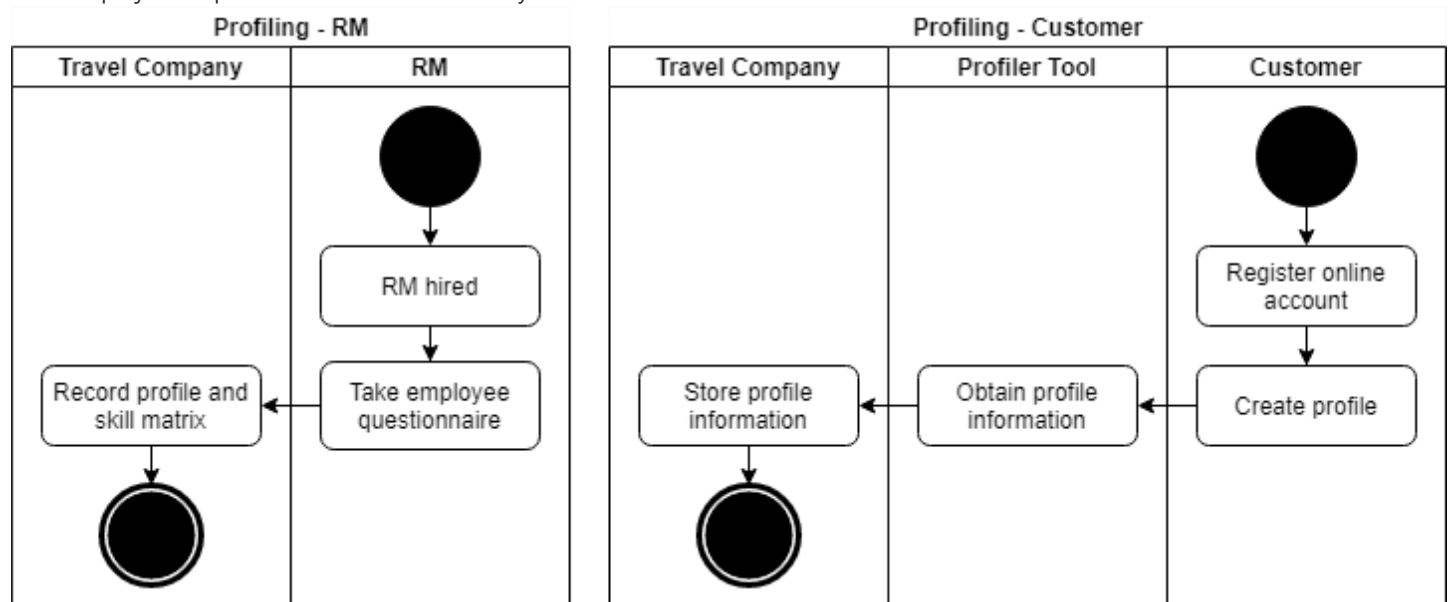 Profiling - RM
Travel Company
RM
RM hired
Take employee
questionnaire
Record profile and
skill matrix
Profiling - Customer
Travel Company
Profiler Tool
Customer
Register online
account
Create profile
Obtain profile
information
Store profile
information